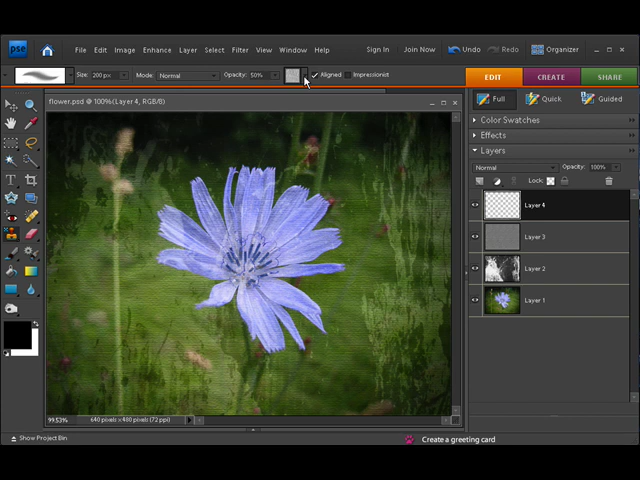 pse File Edit Image Enhance Layer Select Filter View Window Help Sign In Join Now Undo Redo Organizer
Size: 200 px Mode: Normal Opacity: 50% Aligned Impressionist EDIT CREATE SHARE
flower.psd @ 100%(Layer 4, RGB/8)
Full Quick Guided
Color Swatches
Effects
Layers
Normal Opacity: 100%
Lock:
Layer 4
Layer 3
Layer 2
Layer 1
99.53% 640 pixels x 480 pixels (72 ppi)
Show Project Bin Create a greeting card